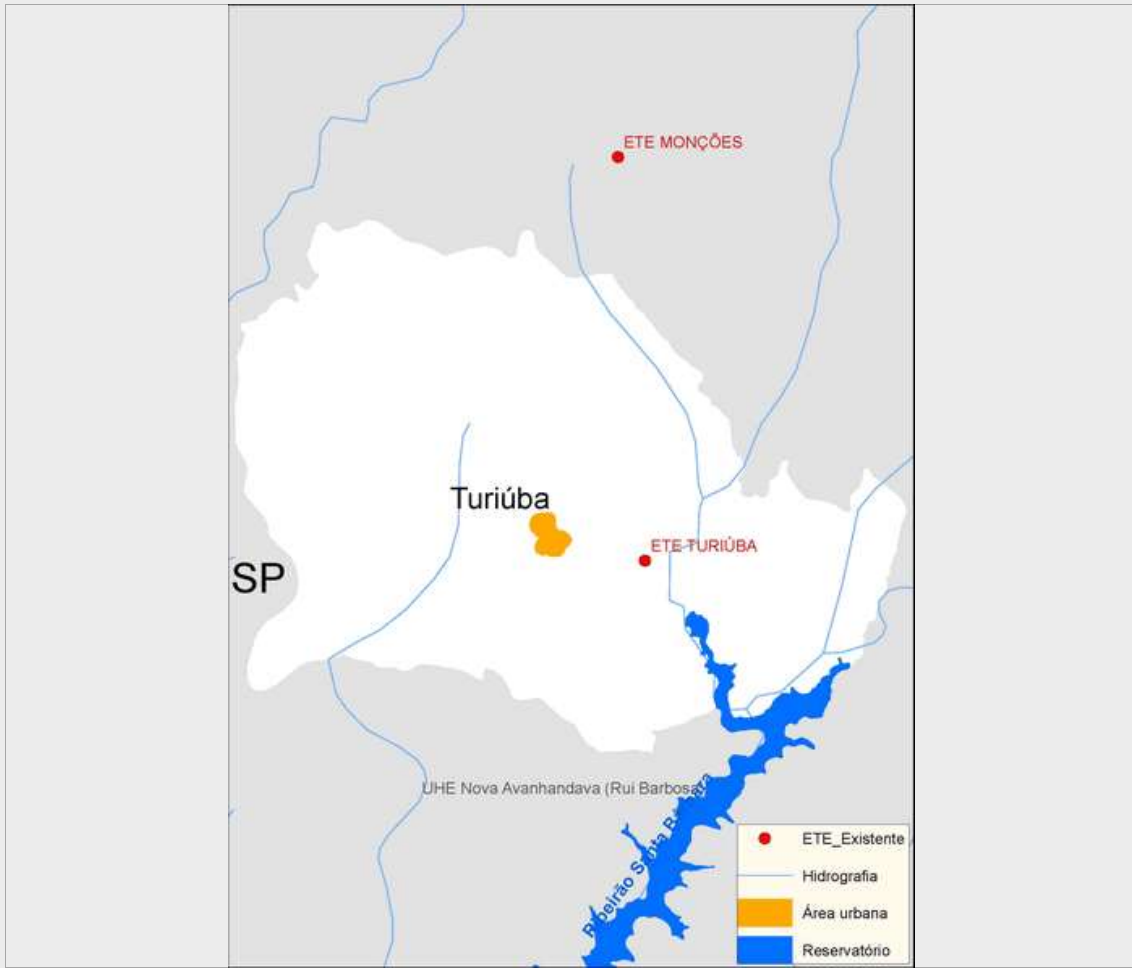 ETE MONÇÕES
Turiúba
ETE TURIÚBA
SP
UHE Nova Avanhandava (Rui Barbosa)
Ribeirão Santa Bárbara
ETE_Existente
Hidrografia
Área urbana
Reservatório